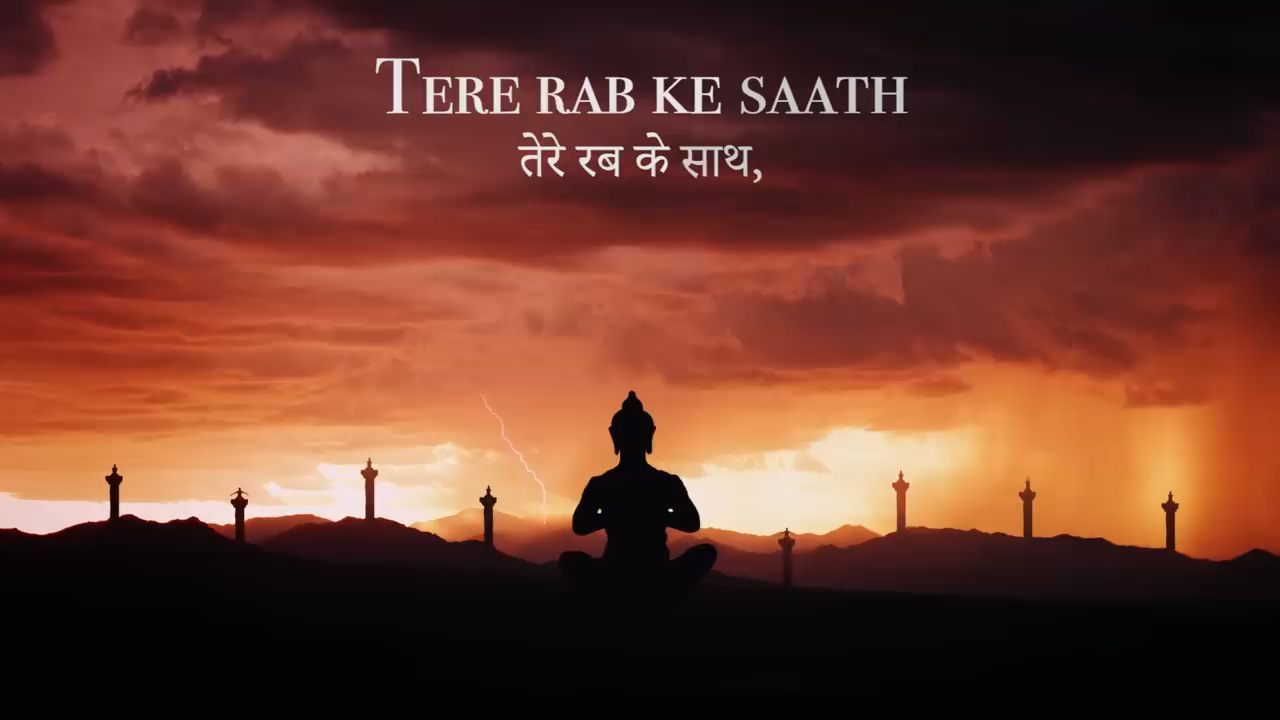 Tere rab ke saath
तेरे रब के साथ,